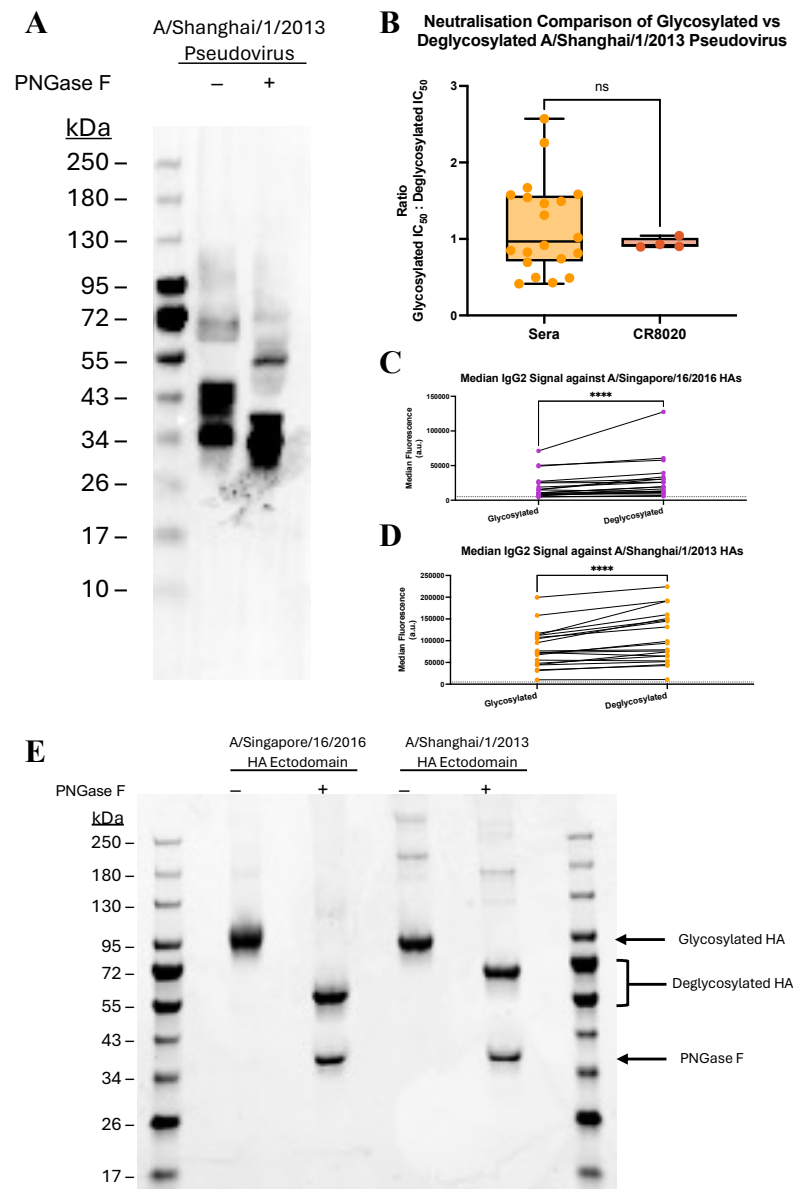 A
A/Shanghai/1/2013
Pseudovirus
PNGase F
– +
kDa
250 –
180 –
130 –
95 –
72 –
55 –
43 –
34 –
26 –
17 –
10 –
B
Neutralisation Comparison of Glycosylated vs
Deglycosylated A/Shanghai/1/2013 Pseudovirus
Ratio
Glycosylated IC50 : Deglycosylated IC50
3
2
1
0
ns
Sera
CR8020
C
Median IgG2 Signal against A/Singapore/16/2016 HAs
Median Fluorescence
(a.u.)
150000
100000
50000
0
****
Glycosylated
Deglycosylated
D
Median IgG2 Signal against A/Shanghai/1/2013 HAs
Median Fluorescence
(a.u.)
250000
200000
150000
100000
50000
0
****
Glycosylated
Deglycosylated
E
A/Singapore/16/2016
HA Ectodomain
A/Shanghai/1/2013
HA Ectodomain
PNGase F
– + – +
kDa
250 –
180 –
130 –
95 –
72 –
55 –
43 –
34 –
26 –
17 –
Glycosylated HA
Deglycosylated HA
PNGase F